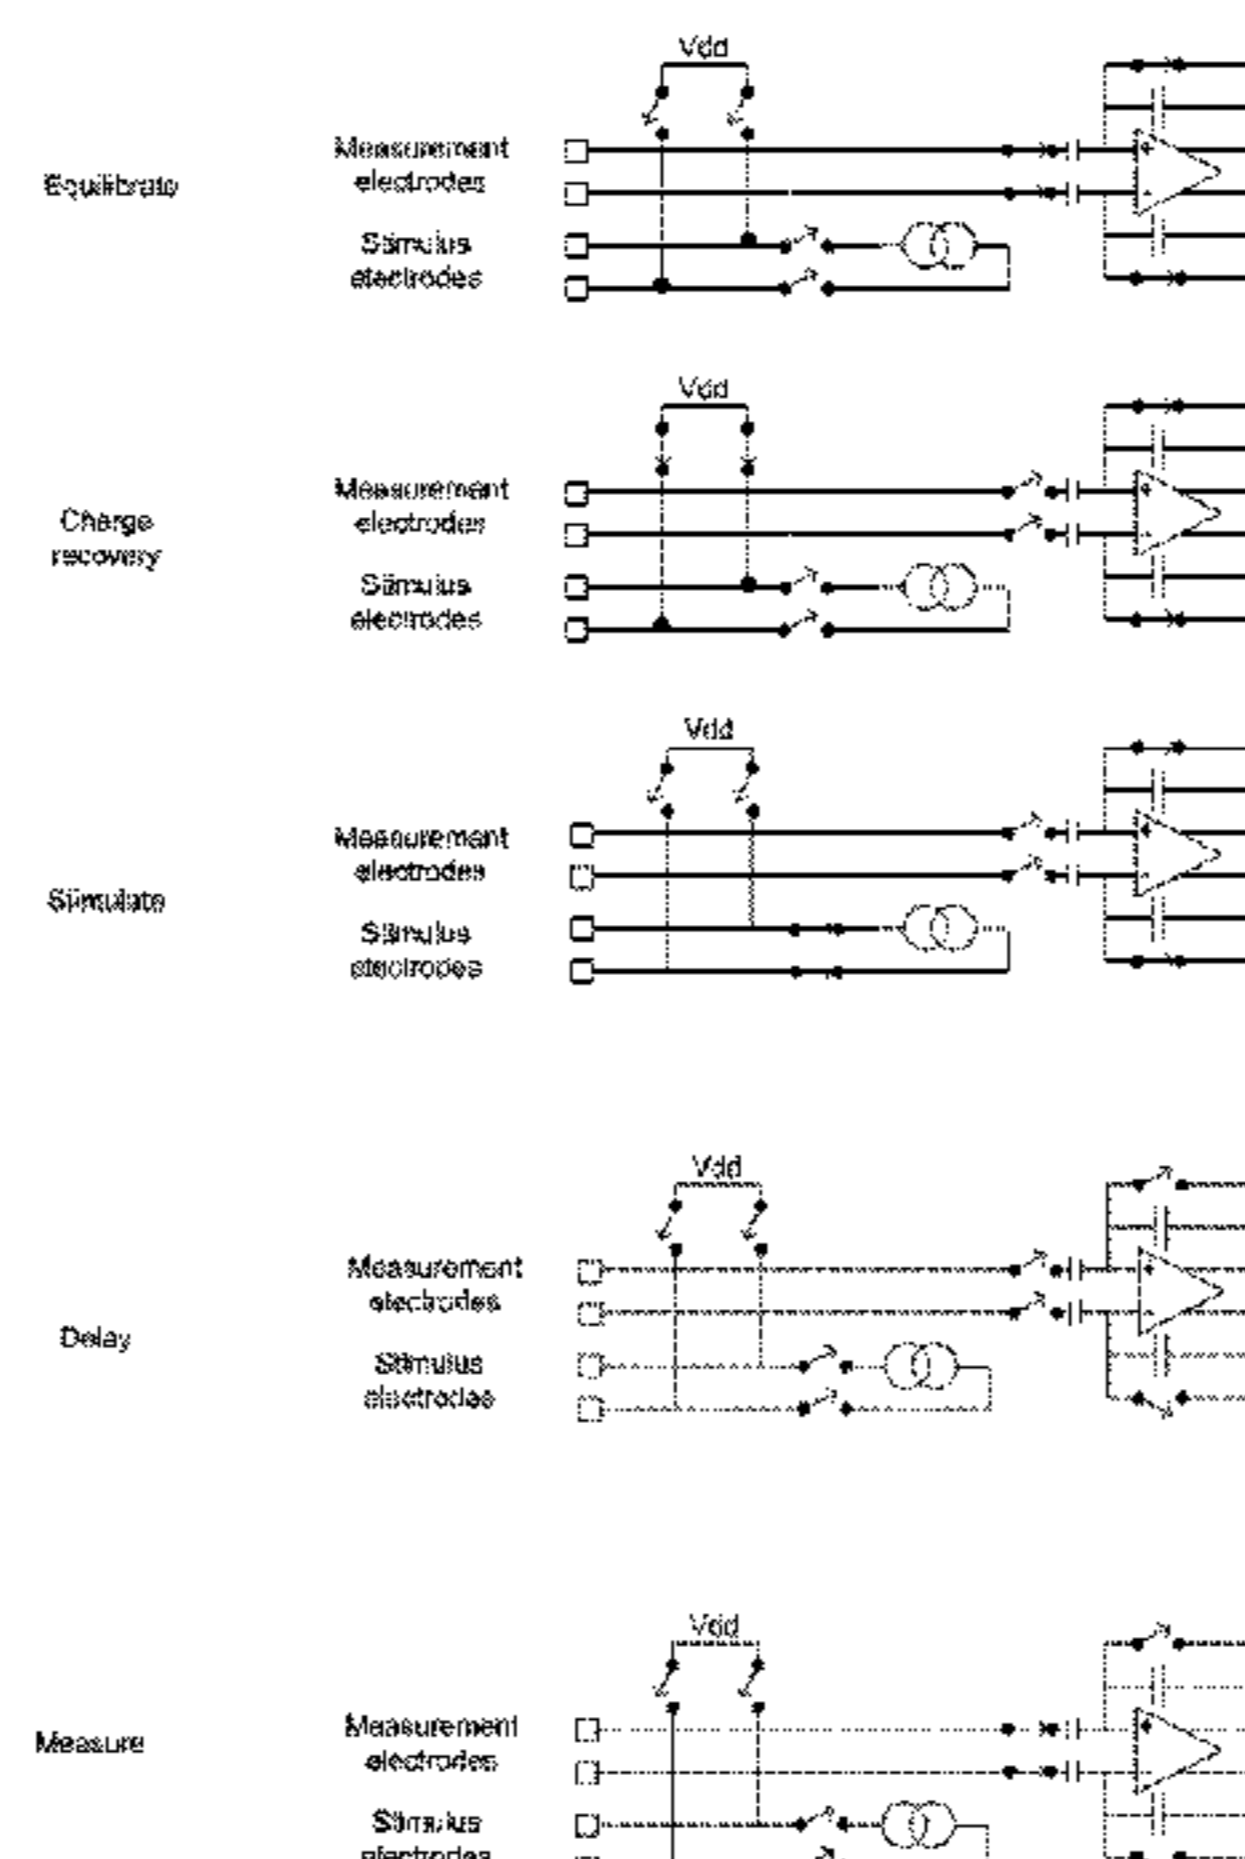 Vdd
Measurement
electrodes
Equilibrate
Stimulus
electrodes
Vdd
Measurement
electrodes
Charge
recovery
Stimulus
electrodes
Vdd
Measurement
electrodes
Stimulate
Stimulus
electrodes
Vdd
Measurement
electrodes
Delay
Stimulus
electrodes
Vdd
Measurement
electrodes
Measure
Stimulus
electrodes